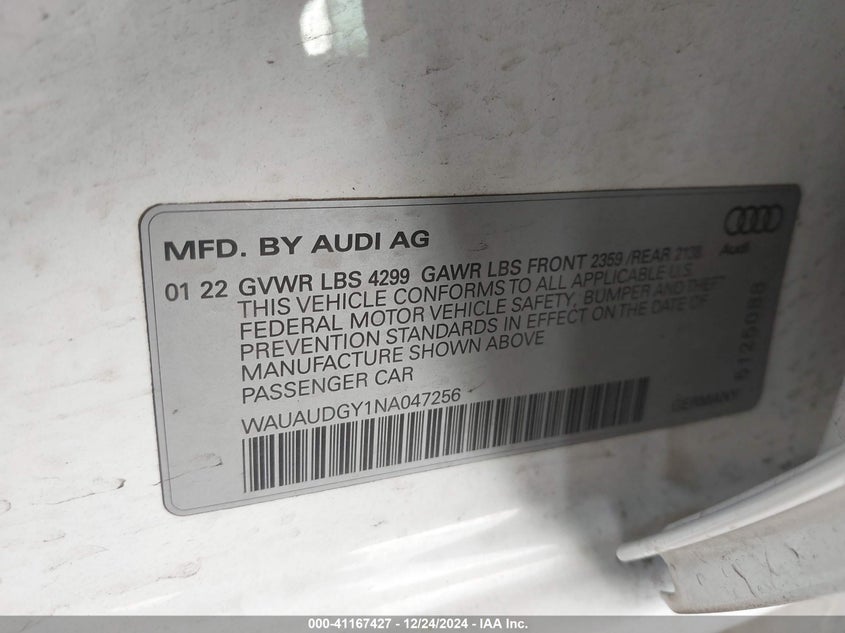 MFD. BY AUDI AG
Audi
01 22 GVWR LBS 4299 GAWR LBS FRONT 2359 /REAR 2138
THIS VEHICLE CONFORMS TO ALL APPLICABLE U.S.
FEDERAL MOTOR VEHICLE SAFETY, BUMPER AND THEFT
PREVENTION STANDARDS IN EFFECT ON THE DATE OF
MANUFACTURE SHOWN ABOVE
PASSENGER CAR
WAUAUDGY1NA047256
GERMANY
000-41167427 - 12/24/2024 - IAA Inc.